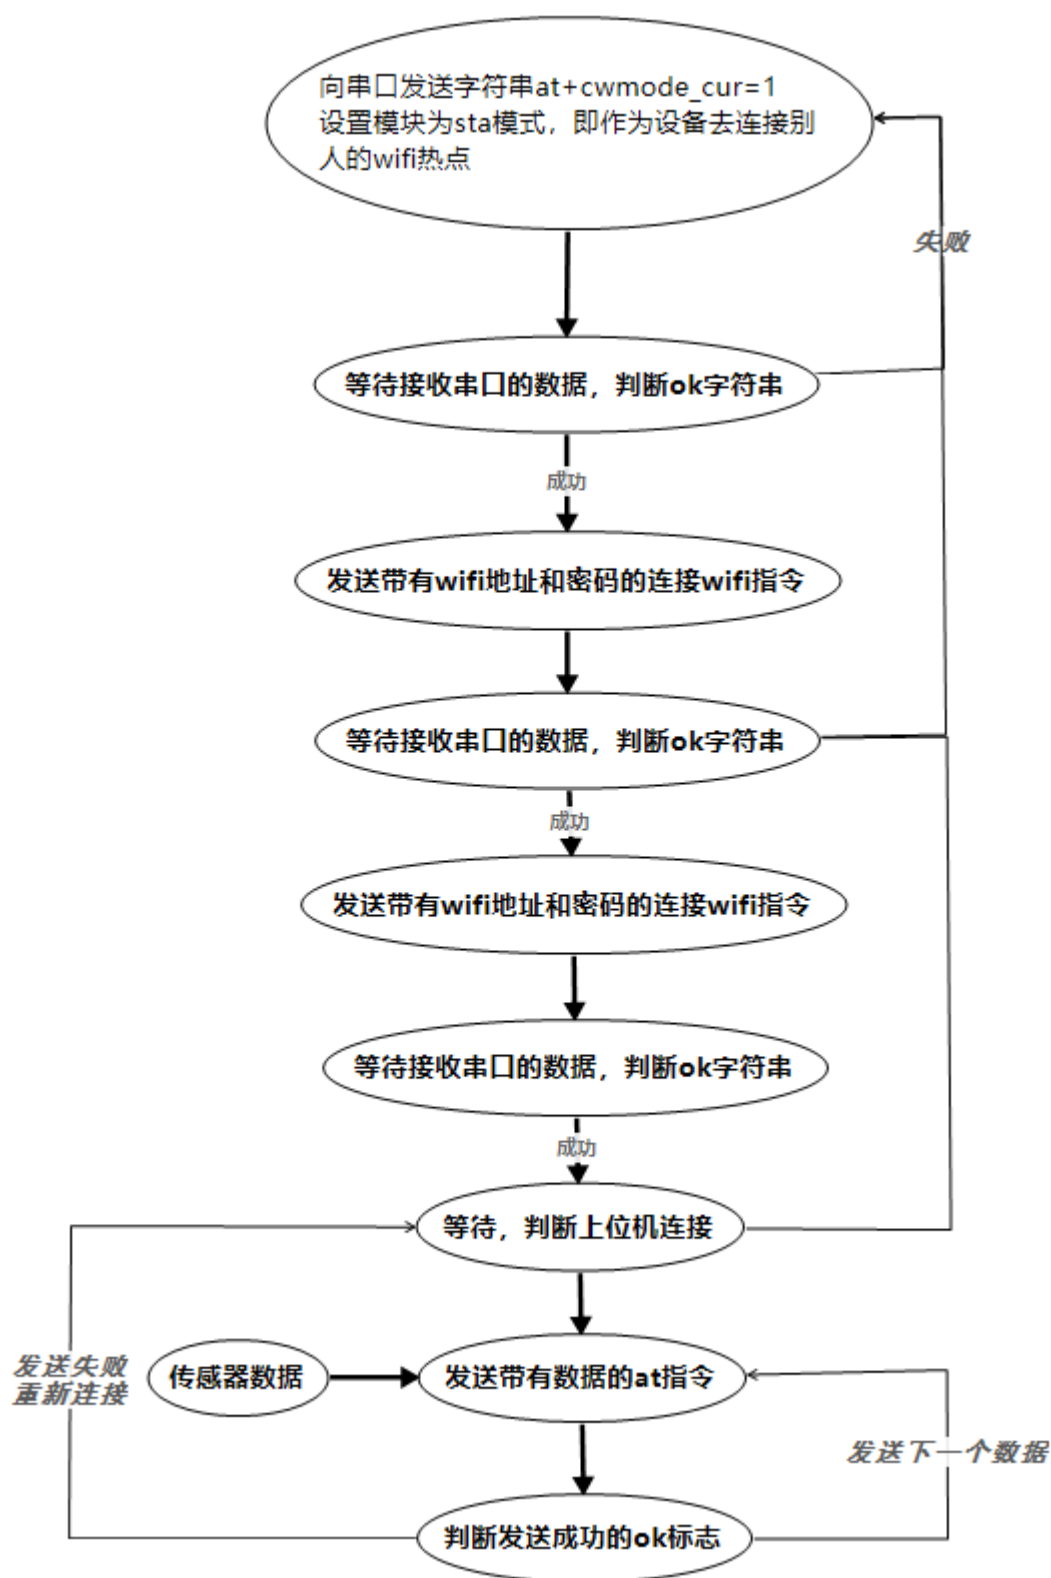 向串口发送字符串at+cwmode_cur=1
设置模块为sta模式，即作为设备去连接别
人的wifi热点
失败
等待接收串口的数据，判断ok字符串
成功
发送带有wifi地址和密码的连接wifi指令
等待接收串口的数据，判断ok字符串
成功
发送带有wifi地址和密码的连接wifi指令
等待接收串口的数据，判断ok字符串
成功
等待，判断上位机连接
发送失败
重新连接
传感器数据
发送带有数据的at指令
发送下一个数据
判断发送成功的ok标志